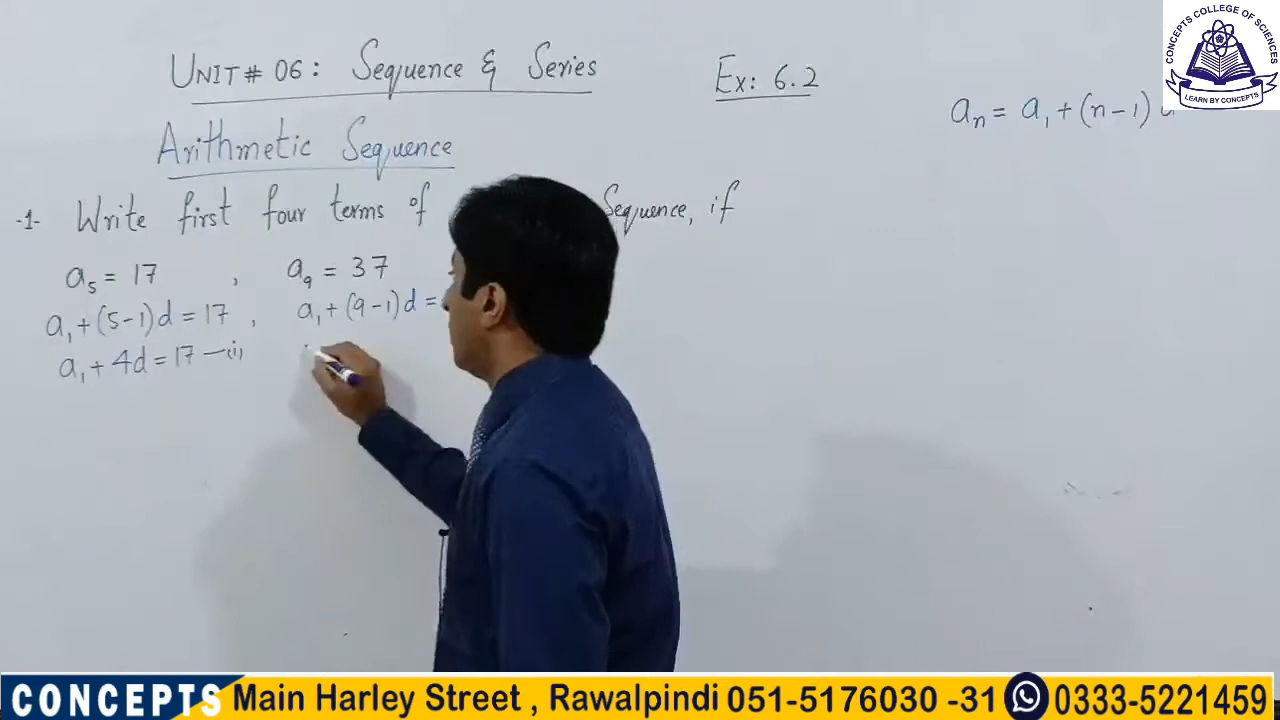 CONCEPTS COLLEGE OF SCIENCES
LEARN BY CONCEPTS
UNIT# 06: Sequence & Series
Ex: 6.2
aₙ = a₁ + (n-1)
Arithmetic Sequence
-1- Write first four terms of Sequence, if
a₅ = 17 , a₉ = 37
a₁ + (5-1)d = 17 , a₁ + (9-1)d =
a₁ + 4d = 17 —(i)
CONCEPTS Main Harley Street , Rawalpindi 051-5176030 -31 0333-5221459